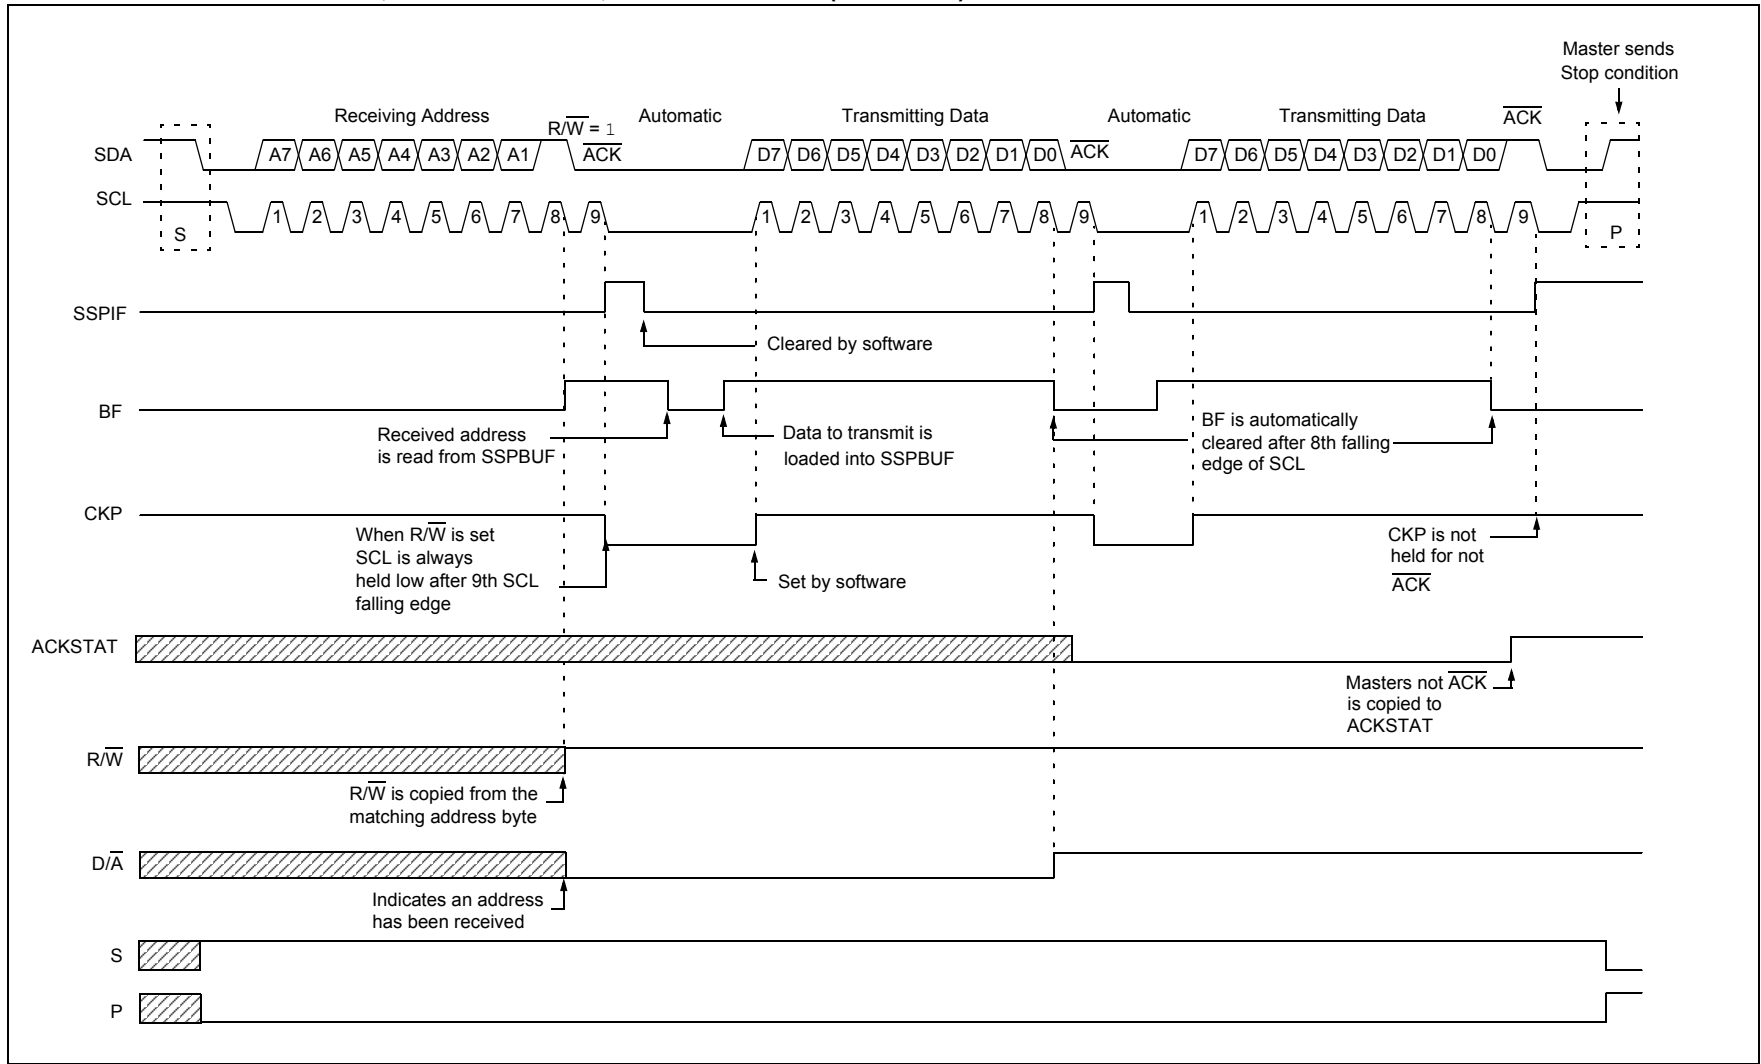 Master sends
Stop condition
Receiving Address
R/W̅ = 1
Automatic
Transmitting Data
Automatic
Transmitting Data
A̅C̅K̅
SDA
A7 A6 A5 A4 A3 A2 A1
A̅C̅K̅
D7 D6 D5 D4 D3 D2 D1 D0
A̅C̅K̅
D7 D6 D5 D4 D3 D2 D1 D0
SCL
S
1 2 3 4 5 6 7 8 9
1 2 3 4 5 6 7 8 9
1 2 3 4 5 6 7 8 9
P
SSPIF
Cleared by software
BF
Received address
is read from SSPBUF
Data to transmit is
loaded into SSPBUF
BF is automatically
cleared after 8th falling
edge of SCL
CKP
When R/W̅ is set
SCL is always
held low after 9th SCL
falling edge
Set by software
CKP is not
held for not
A̅C̅K̅
ACKSTAT
Masters not A̅C̅K̅
is copied to
ACKSTAT
R/W̅
R/W̅ is copied from the
matching address byte
D/A̅
Indicates an address
has been received
S
P